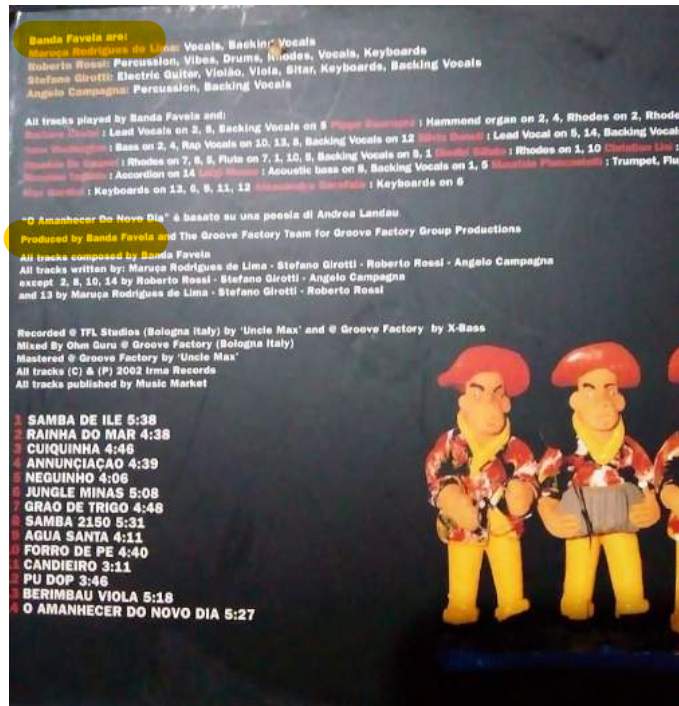 Banda Favela are:
Maruça Rodrigues de Lima: Vocals, Backing Vocals
Roberto Rossi: Percussion, Vibes, Drums, Rhodes, Vocals, Keyboards
Stefano Girotti: Electric Guitar, Violão, Viola, Sitar, Keyboards, Backing Vocals
Angelo Campagna: Percussion, Backing Vocals
All tracks played by Banda Favela and:
: Lead Vocals on 2, 8, Backing Vocals on 5 : Hammond organ on 2, 4, Rhodes on 2, Rhode
: Bass on 2, 4, Rap Vocals on 10, 13, 8, Backing Vocals on 12 : Lead Vocal on 5, 14, Backing Vocal
: Rhodes on 7, 8, 9, Flute on 7, 1, 10, 8, Backing Vocals on 8, 1 : Rhodes on 1, 10
: Accordion on 14 : Acoustic bass on 8, Backing Vocals on 1, 5 : Trumpet, Flu
: Keyboards on 13, 6, 9, 11, 12 : Keyboards on 6
"O Amanhecer Do Novo Dia" é basato su una poesia di Andrea Landau
Produced by Banda Favela and The Groove Factory Team for Groove Factory Group Productions
All tracks composed by Banda Favela
All tracks written by: Maruça Rodrigues de Lima - Stefano Girotti - Roberto Rossi - Angelo Campagna
except 2, 8, 10, 14 by Roberto Rossi - Stefano Girotti - Angelo Campagna
and 13 by Maruça Rodrigues de Lima - Stefano Girotti - Roberto Rossi
Recorded @ TFL Studios (Bologna Italy) by 'Uncle Max' and @ Groove Factory by X-Bass
Mixed By Ohm Guru @ Groove Factory (Bologna Italy)
Mastered @ Groove Factory by 'Uncle Max'
All tracks (C) & (P) 2002 Irma Records
All tracks published by Music Market
1 SAMBA DE ILE 5:38
2 RAINHA DO MAR 4:38
3 CUIQUINHA 4:46
4 ANNUNÇIAÇAO 4:39
5 NEGUINHO 4:06
6 JUNGLE MINAS 5:08
7 GRAO DE TRIGO 4:48
8 SAMBA 2150 5:31
9 AGUA SANTA 4:11
0 FORRO DE PE 4:40
1 CANDIEIRO 3:11
2 PU DOP 3:46
3 BERIMBAU VIOLA 5:18
4 O AMANHECER DO NOVO DIA 5:27